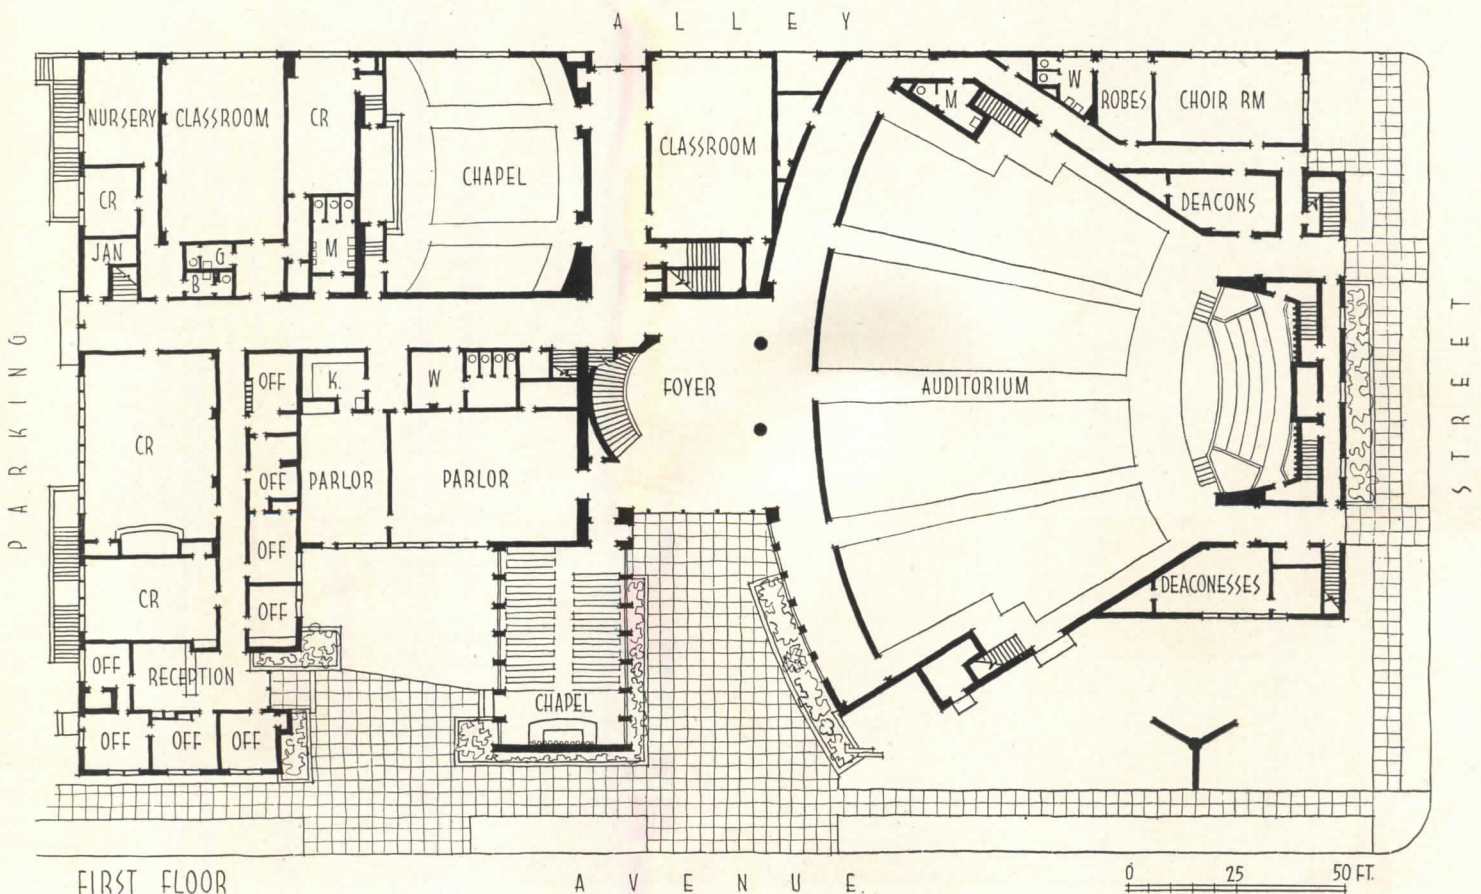 ALLEY
NURSERY
CLASSROOM
CR
CHAPEL
CLASSROOM
M
W
ROBES
CHOIR RM
CR
M
DEACONS
JAN
G
B
PARKING
STREET
OFF
K.
W
FOYER
AUDITORIUM
CR
OFF
PARLOR
PARLOR
OFF
CR
OFF
DEACONESSES
OFF
RECEPTION
CHAPEL
OFF
OFF
OFF
0 25 50 FT.
FIRST FLOOR
AVENUE.